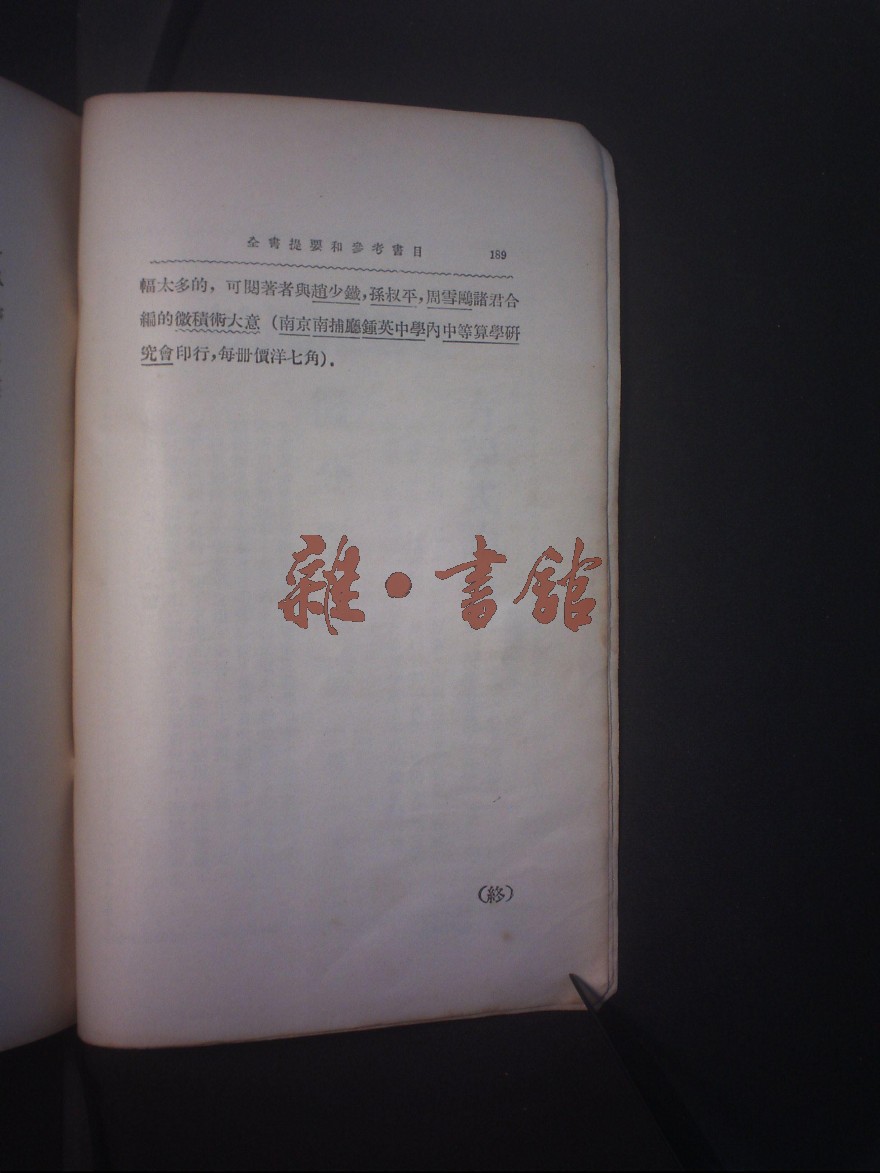 全書提要和參考書目 189
幅太多的，可閱著者與趙少鐵，孫叔平，周雪鷗諸君合
編的微積術大意（南京南捕廳鍾英中學內中等算學研
究會印行，每冊價洋七角）.
雜·書館
（終）